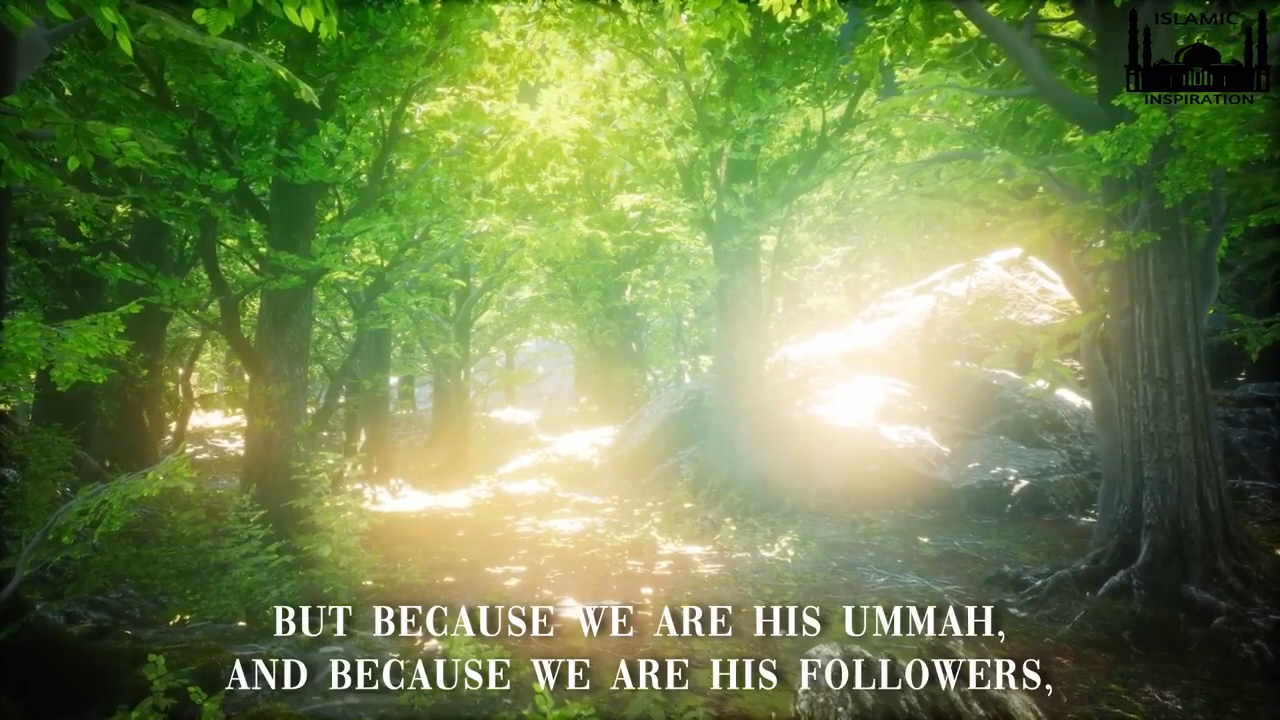 ISLAMIC
INSPIRATION
BUT BECAUSE WE ARE HIS UMMAH,
AND BECAUSE WE ARE HIS FOLLOWERS,